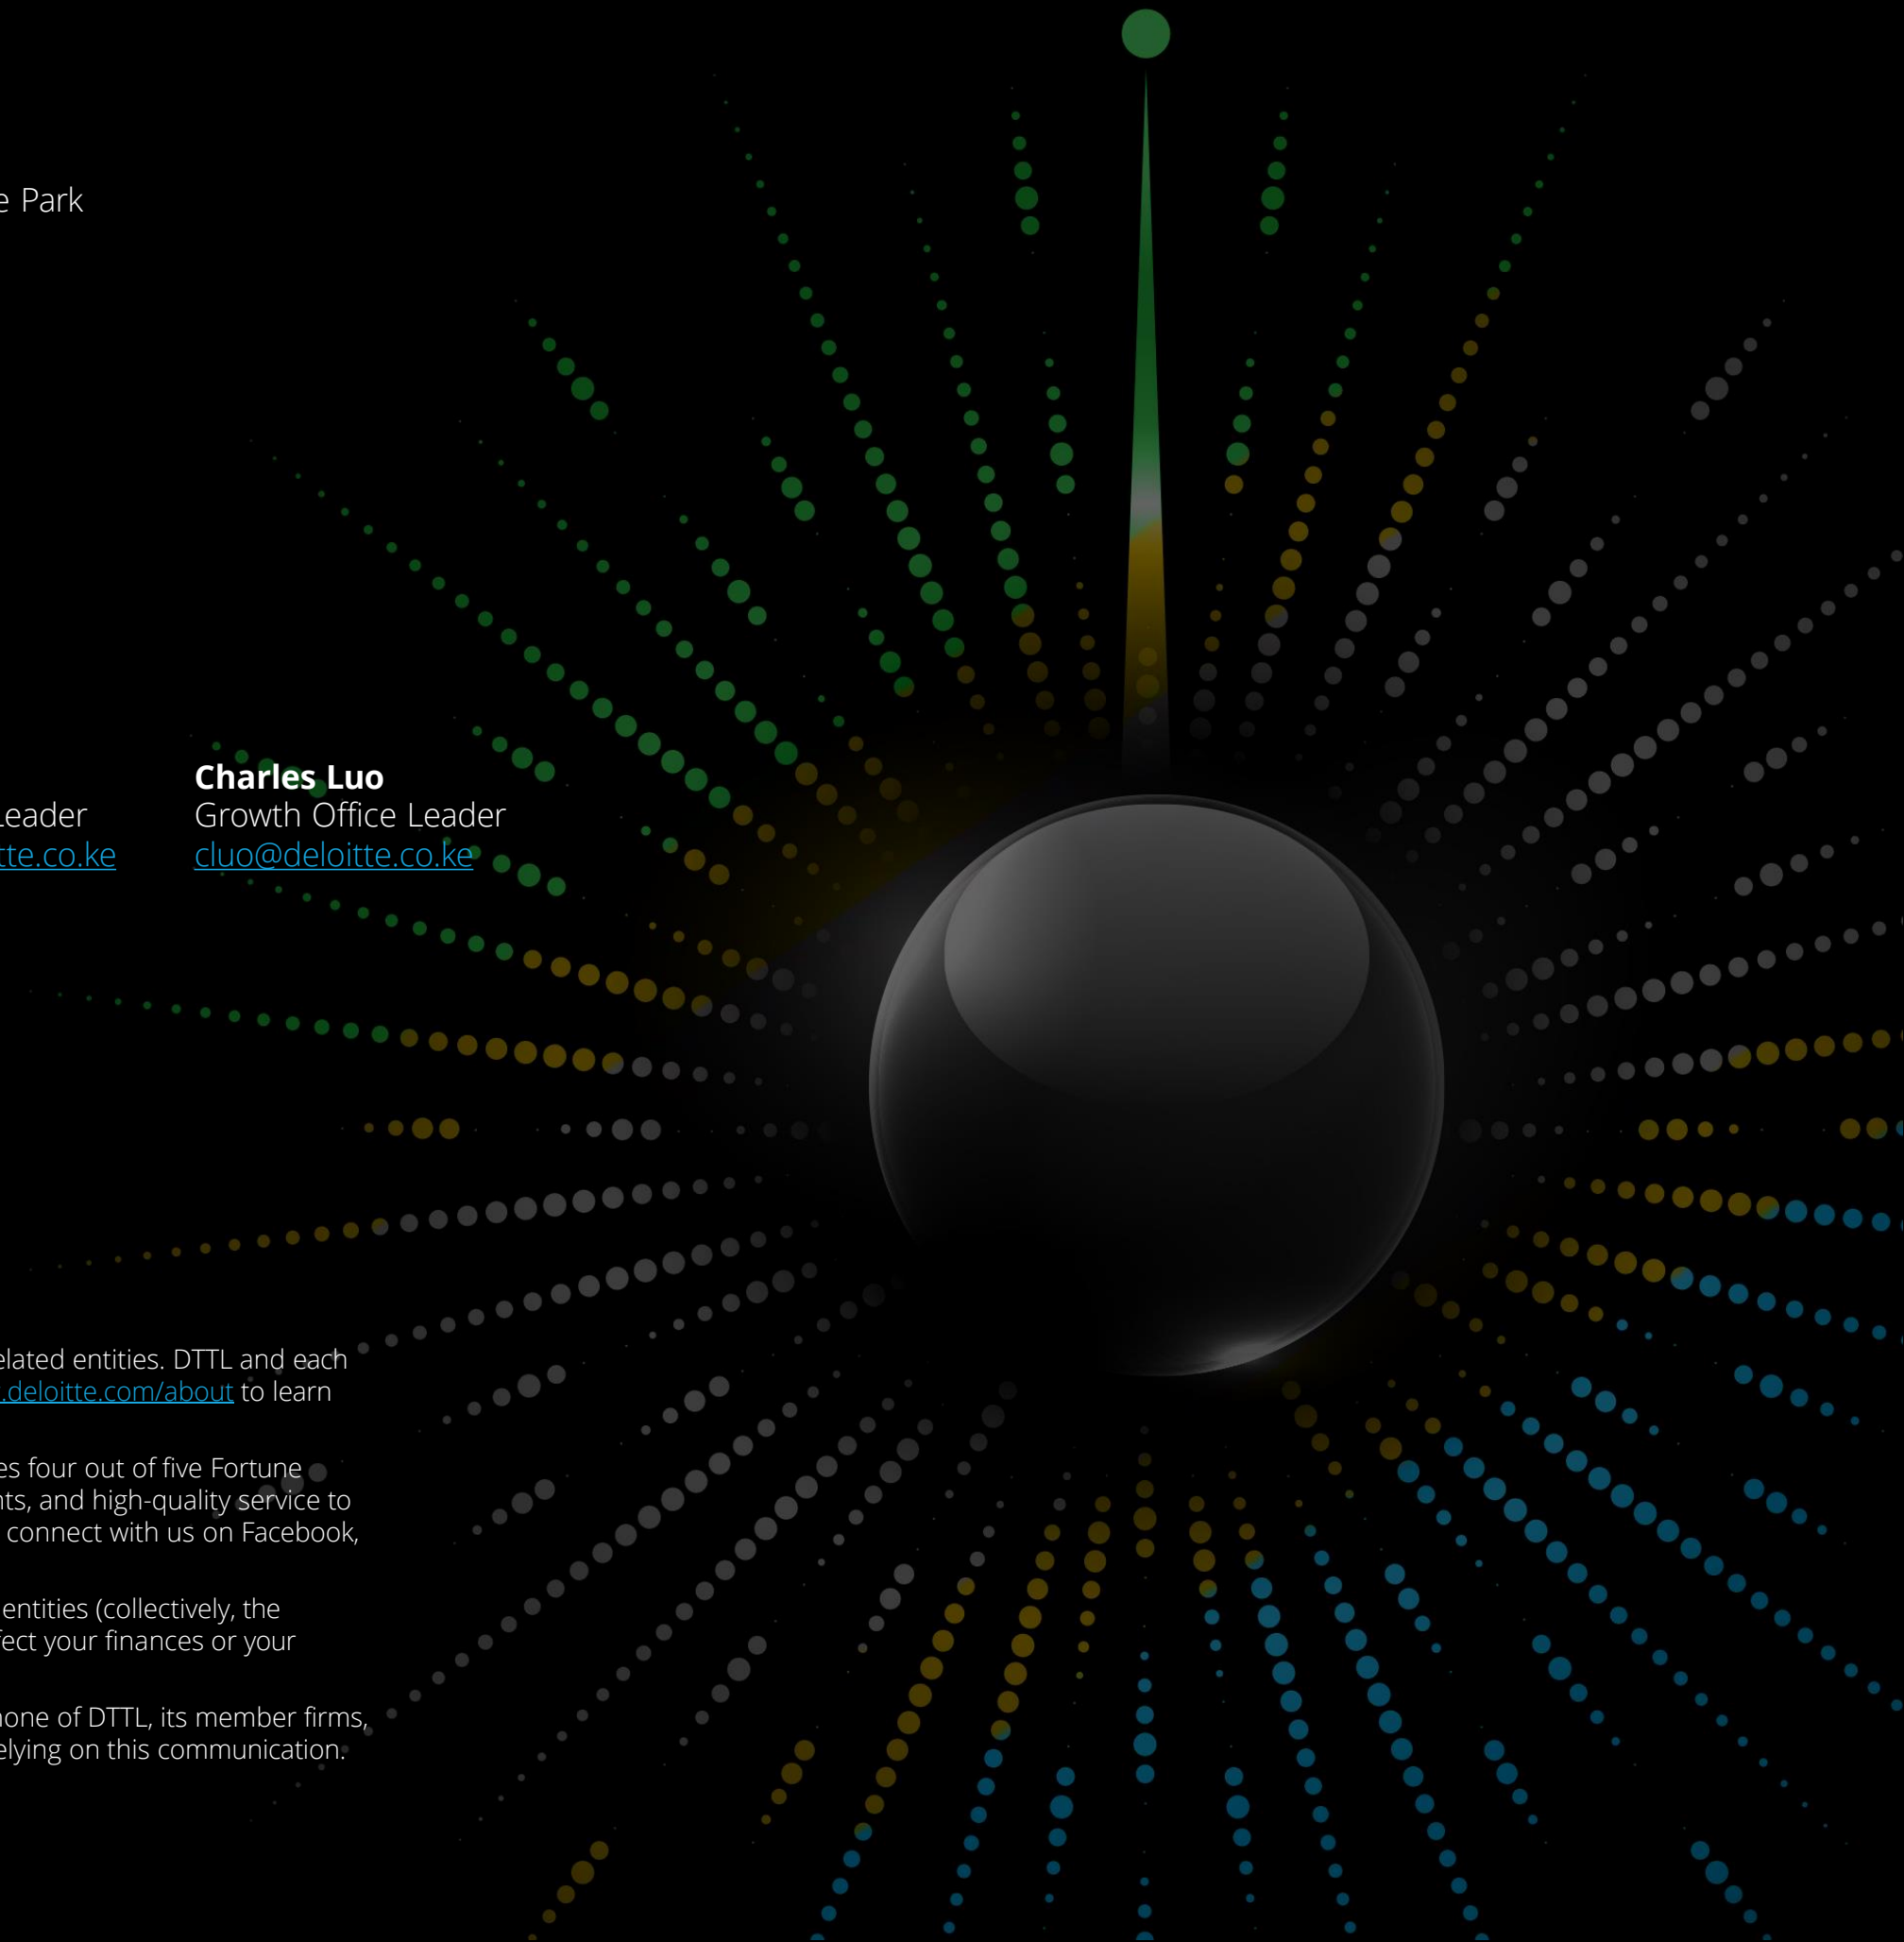 e Park
Charles Luo
Leader
Growth Office Leader
tte.co.ke
cluo@deloitte.co.ke
elated entities. DTTL and each
.deloitte.com/about to learn
es four out of five Fortune
nts, and high-quality service to
connect with us on Facebook,
entities (collectively, the
fect your finances or your
none of DTTL, its member firms,
elying on this communication.